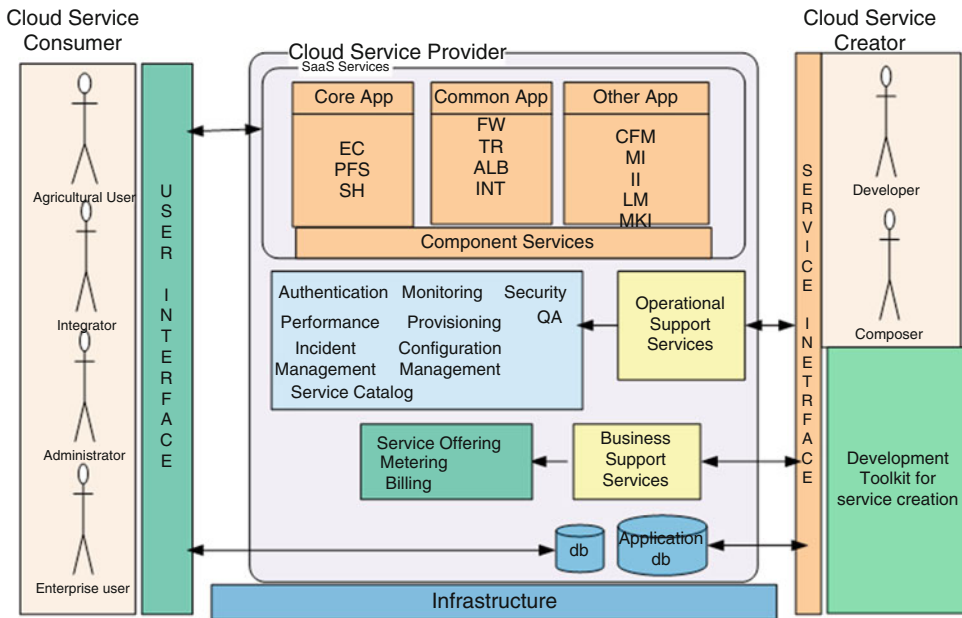 Cloud Service
Consumer
Agricultural User
Integrator
Administrator
Enterprise user
USER INTERFACE
Cloud Service Provider
SaaS Services
Core App
EC
PFS
SH
Common App
FW
TR
ALB
INT
Other App
CFM
MI
II
LM
MKI
Component Services
Authentication Monitoring Security
Performance Provisioning QA
Incident Configuration
Management Management
Service Catalog
Operational
Support
Services
Service Offering
Metering
Billing
Business
Support
Services
db
Application
db
Infrastructure
SERVICE INETRFACE
Cloud Service
Creator
Developer
Composer
Development
Toolkit for
service creation